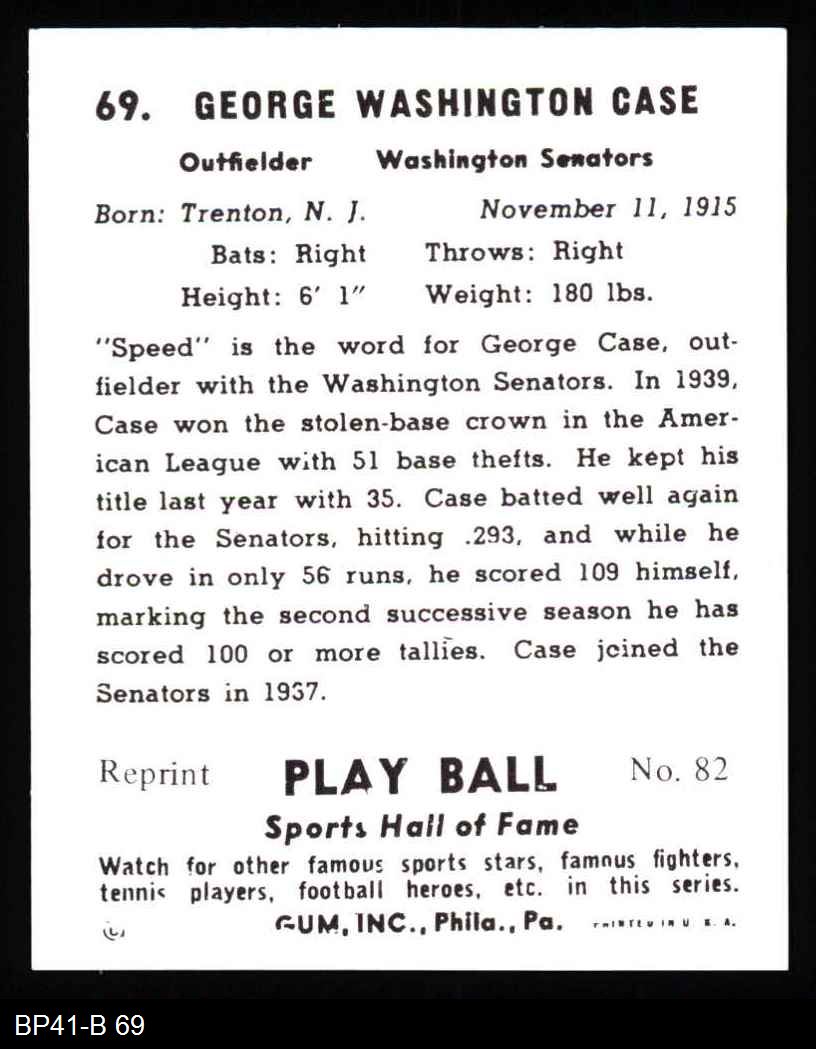 69. GEORGE WASHINGTON CASE
Outfielder Washington Senators
Born: Trenton, N. J. November 11, 1915
Bats: Right Throws: Right
Height: 6' 1" Weight: 180 lbs.
"Speed" is the word for George Case, out-
fielder with the Washington Senators. In 1939,
Case won the stolen-base crown in the Amer-
ican League with 51 base thefts. He kept his
title last year with 35. Case batted well again
for the Senators, hitting .293, and while he
drove in only 56 runs, he scored 109 himself,
marking the second successive season he has
scored 100 or more tallies. Case joined the
Senators in 1937.
Reprint PLAY BALL No. 82
Sports Hall of Fame
Watch for other famous sports stars, famous fighters,
tennis players, football heroes, etc. in this series.
GUM, INC., Phila., Pa. PRINTED IN U. S. A.
BP41-B 69